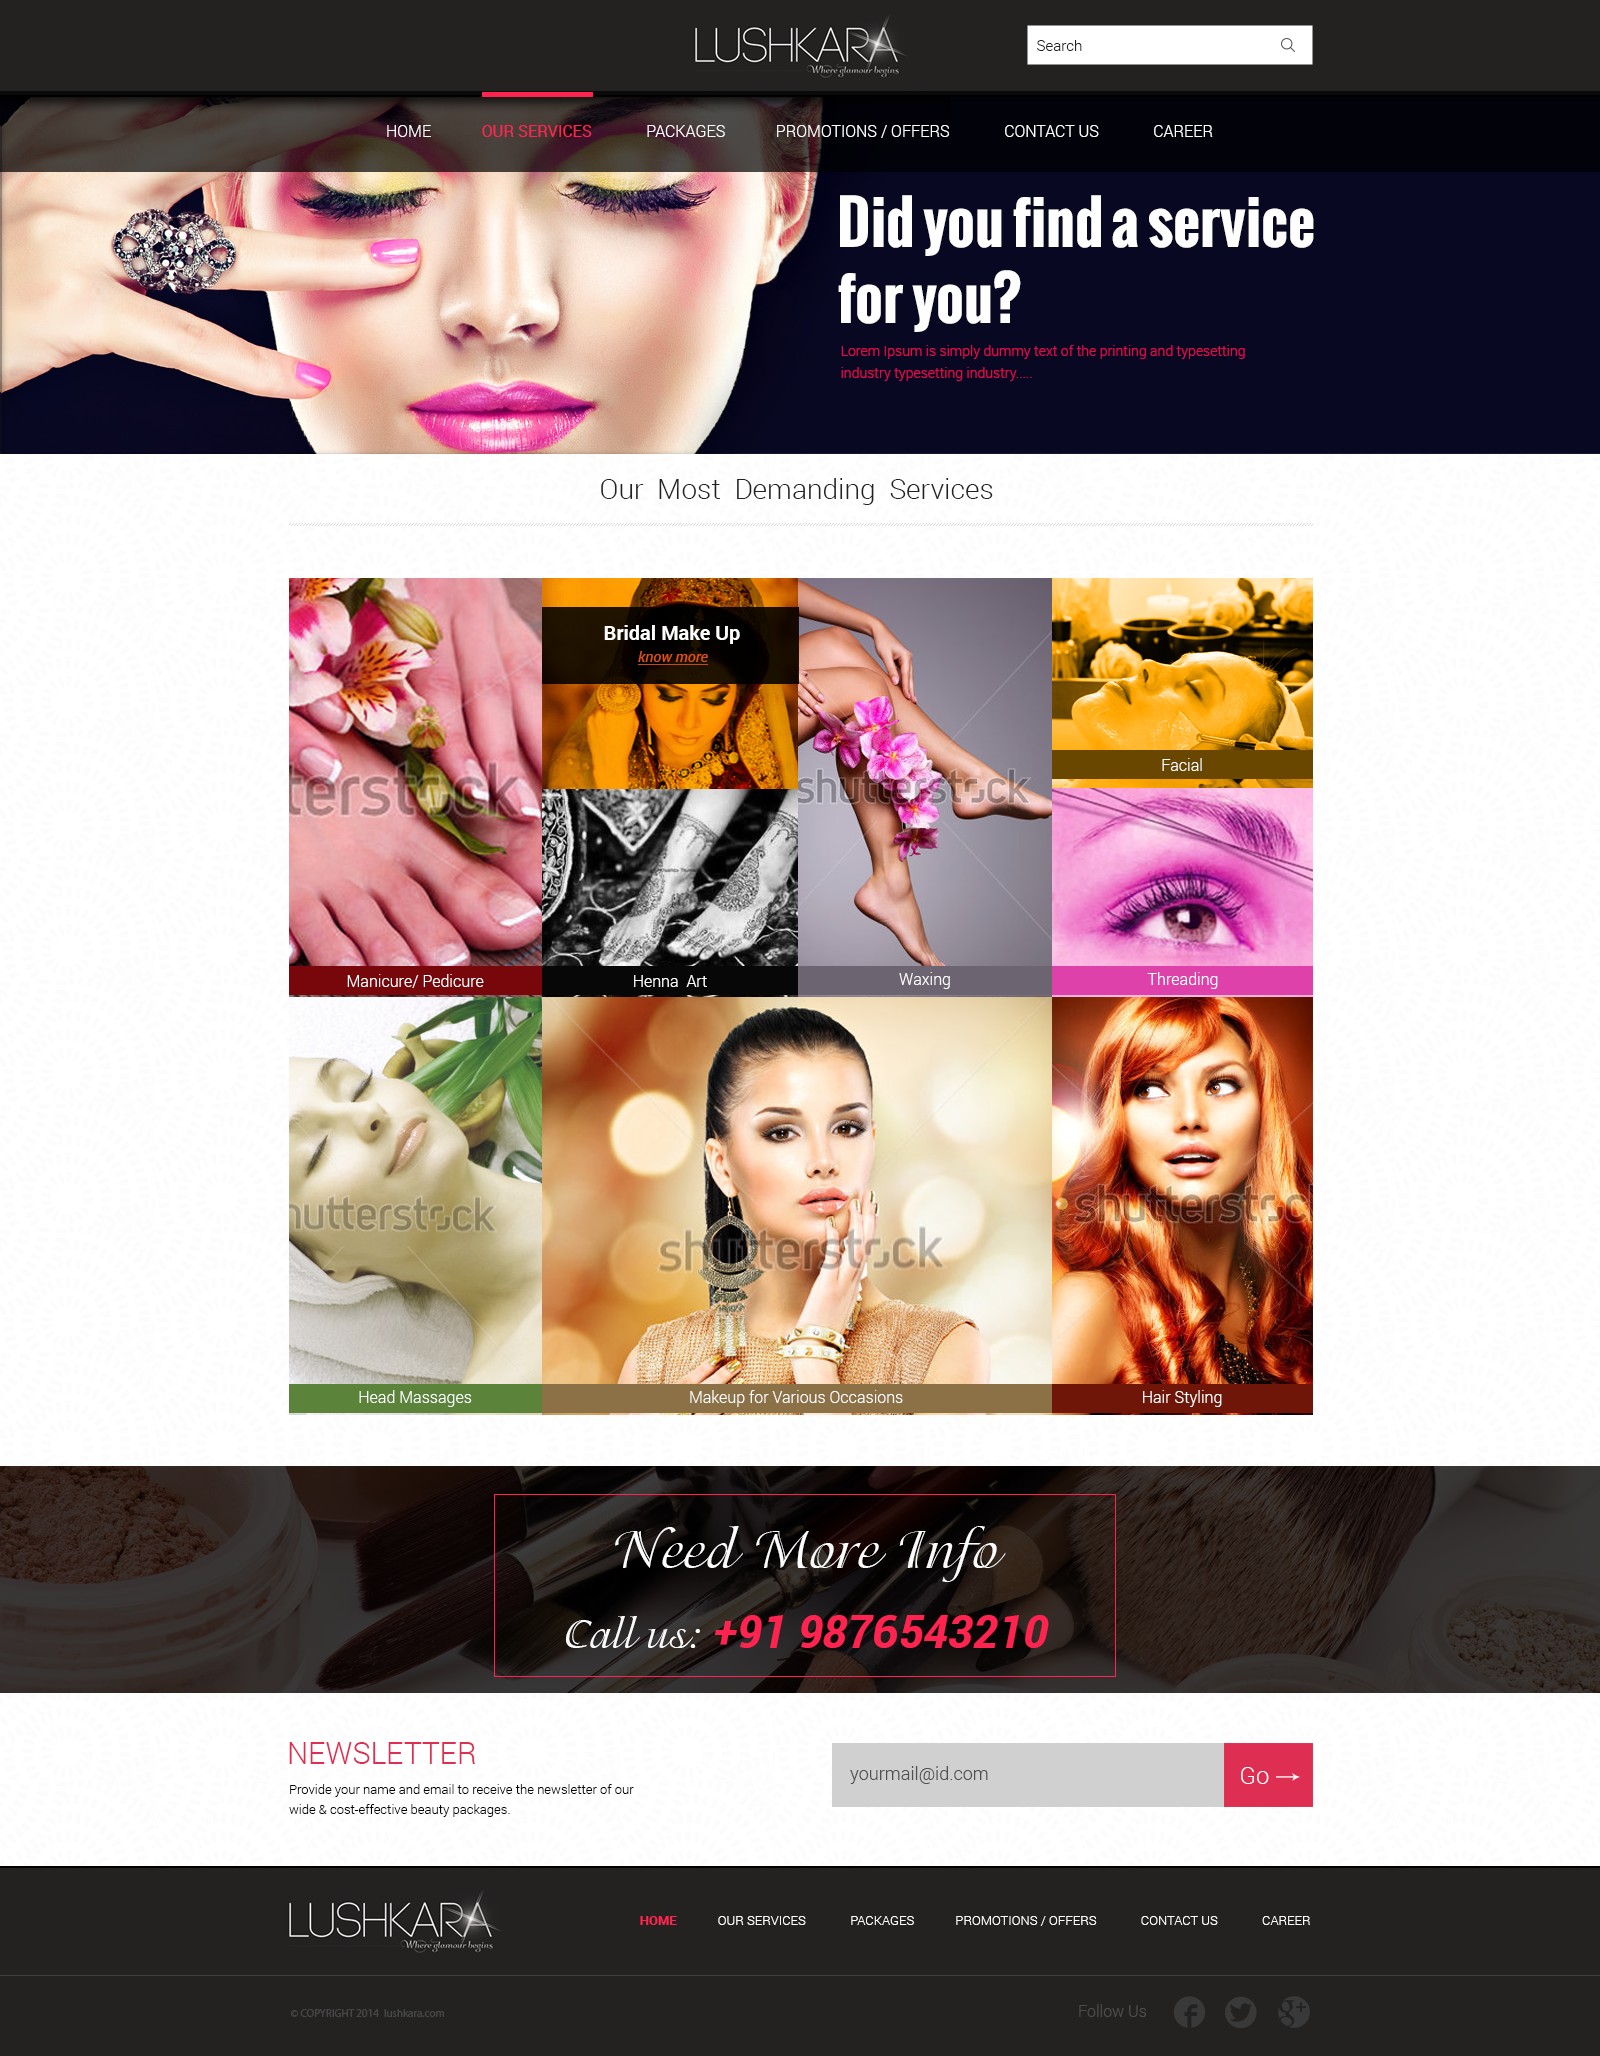 LUSHKARA
Where glamour begins
Search
HOME OUR SERVICES PACKAGES PROMOTIONS / OFFERS CONTACT US CAREER
Did you find a service
for you?
Lorem Ipsum is simply dummy text of the printing and typesetting
industry typesetting industry.....
Our Most Demanding Services
Bridal Make Up
know more
Facial
terstock
shutterstock
Manicure/ Pedicure
Henna Art
Waxing
Threading
hutterstock
shutterstock
shutterstock
Head Massages
Makeup for Various Occasions
Hair Styling
Need More Info
Call us: +91 9876543210
NEWSLETTER
Provide your name and email to receive the newsletter of our
wide & cost-effective beauty packages.
yourmail@id.com
Go
LUSHKARA
Where glamour begins
HOME OUR SERVICES PACKAGES PROMOTIONS / OFFERS CONTACT US CAREER
© COPYRIGHT 2014 lushkara.com
Follow Us